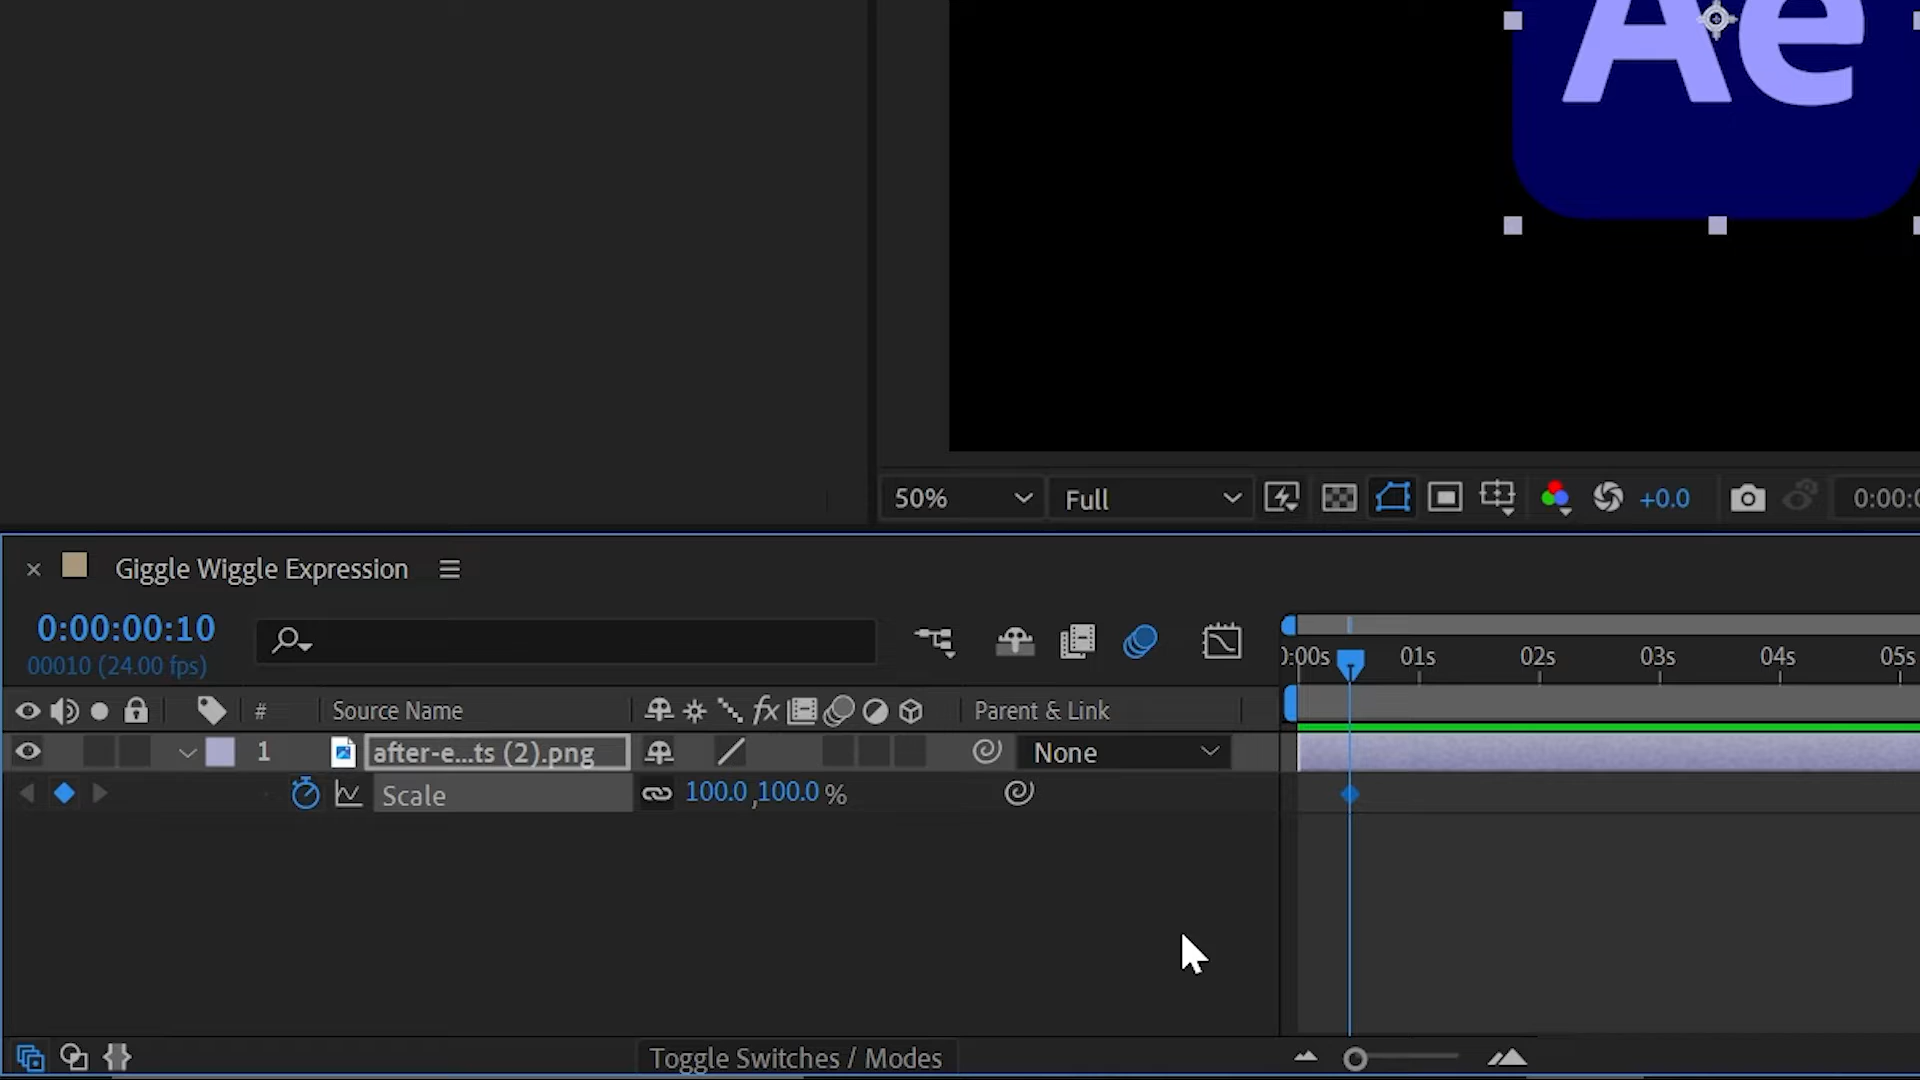 Ae
50%
Full
+0.0
0:00:0
Giggle Wiggle Expression
0:00:00:10
00010 (24.00 fps)
):00s 01s 02s 03s 04s 05s
# Source Name fx Parent & Link
1 after-e...ts (2).png None
Scale 100.0,100.0%
Toggle Switches / Modes